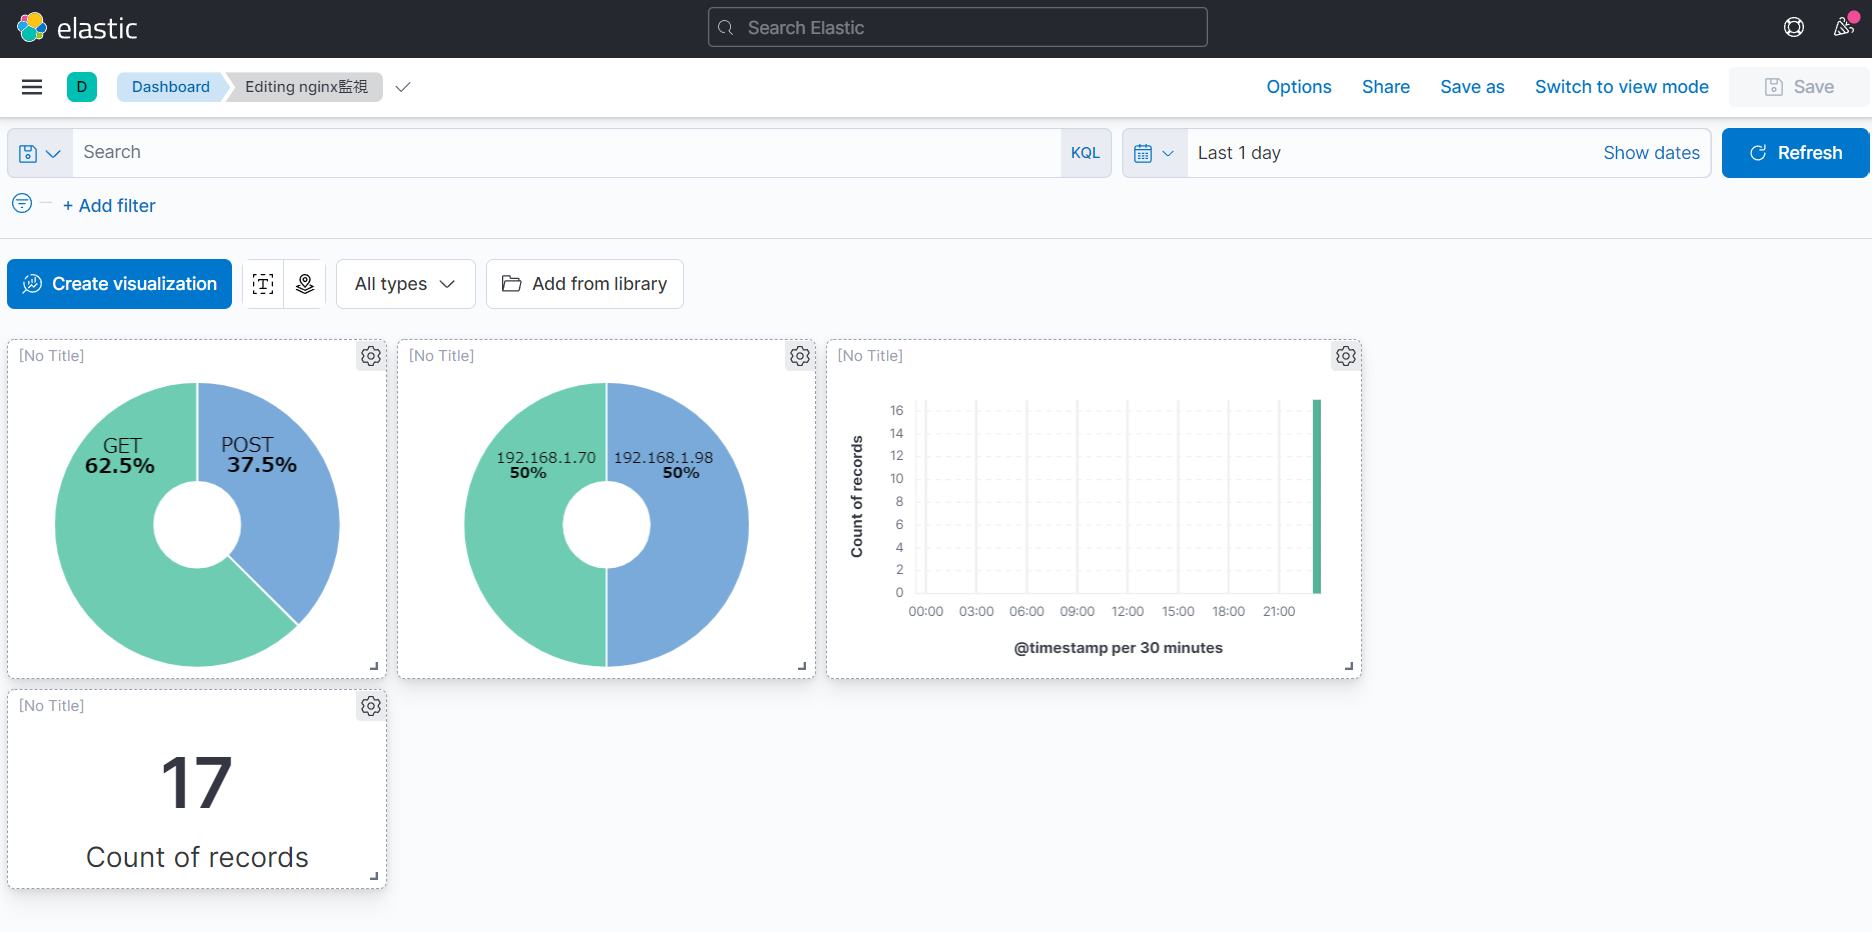 elastic
Search Elastic
D
Dashboard
Editing nginx監視
Options
Share
Save as
Switch to view mode
Save
Search
KQL
Last 1 day
Show dates
Refresh
+ Add filter
Create visualization
All types
Add from library
[No Title]
GET
62.5%
POST
37.5%
[No Title]
192.168.1.70
50%
192.168.1.98
50%
[No Title]
Count of records
16
14
12
10
8
6
4
2
0
00:00 03:00 06:00 09:00 12:00 15:00 18:00 21:00
@timestamp per 30 minutes
[No Title]
17
Count of records